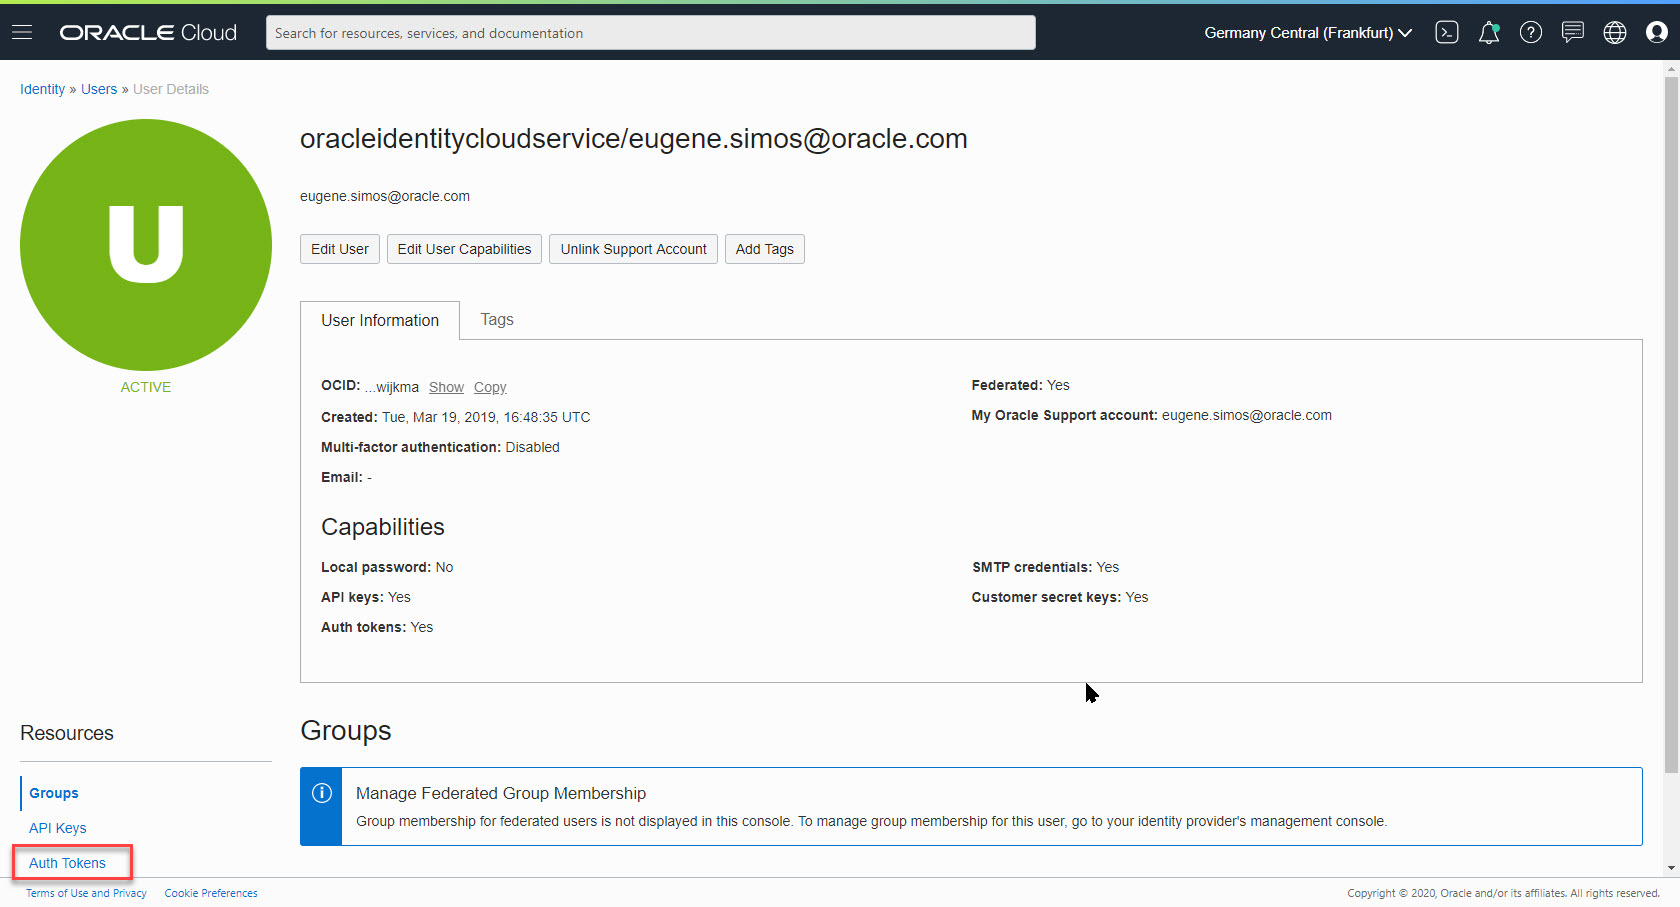 ORACLE Cloud
Search for resources, services, and documentation
Germany Central (Frankfurt)
Identity » Users » User Details
U
ACTIVE
oracleidentitycloudservice/eugene.simos@oracle.com
eugene.simos@oracle.com
Edit User
Edit User Capabilities
Unlink Support Account
Add Tags
User Information
Tags
OCID: ...wijkma Show Copy
Created: Tue, Mar 19, 2019, 16:48:35 UTC
Multi-factor authentication: Disabled
Email: -
Federated: Yes
My Oracle Support account: eugene.simos@oracle.com
Capabilities
Local password: No
API keys: Yes
Auth tokens: Yes
SMTP credentials: Yes
Customer secret keys: Yes
Resources
Groups
API Keys
Auth Tokens
Groups
Manage Federated Group Membership
Group membership for federated users is not displayed in this console. To manage group membership for this user, go to your identity provider's management console.
Terms of Use and Privacy
Cookie Preferences
Copyright © 2020, Oracle and/or its affiliates. All rights reserved.